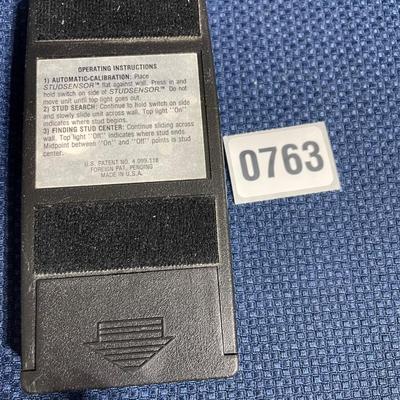 OPERATING INSTRUCTIONS
1) AUTOMATIC-CALIBRATION: Place
STUDSENSOR™ flat against wall. Press in and
hold switch on side of STUDSENSOR.™ Do not
move unit until top light goes out.
2) STUD SEARCH: Continue to hold switch on side
and slowly slide unit across wall. Top light "On"
indicates where stud begins.
3) FINDING STUD CENTER: Continue sliding across
wall. Top light "Off" indicates where stud ends.
Midpoint between "On" and "Off" points is stud
center.
U.S. PATENT NO. 4,099,118
FOREIGN PAT. PENDING
MADE IN U.S.A.
0763